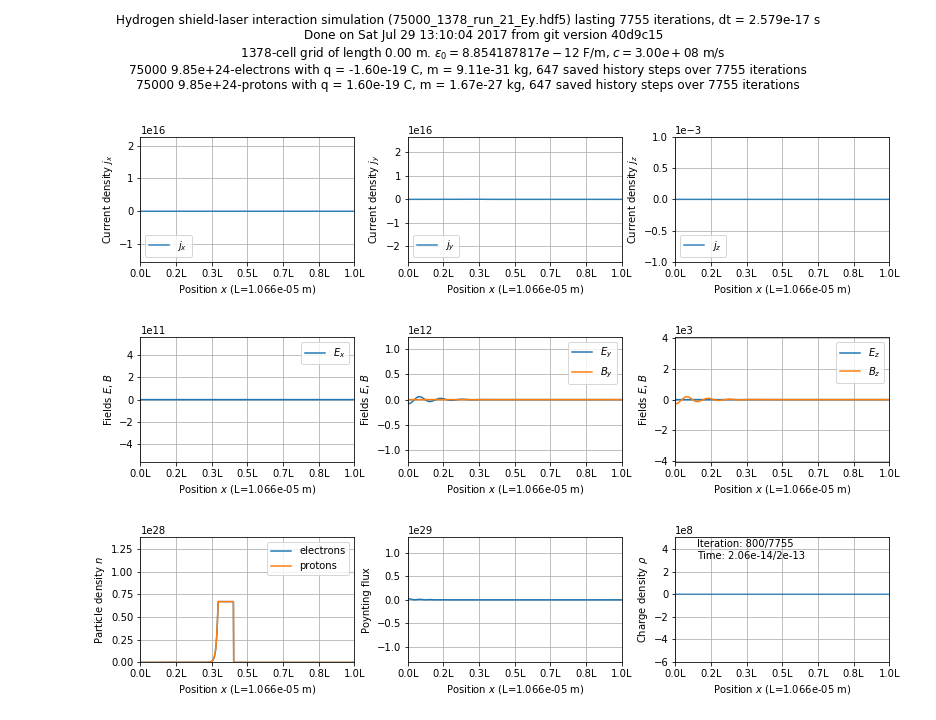 Hydrogen shield-laser interaction simulation (75000_1378_run_21_Ey.hdf5) lasting 7755 iterations, dt = 2.579e-17 s
Done on Sat Jul 29 13:10:04 2017 from git version 40d9c15
1378-cell grid of length 0.00 m. ε₀ = 8.854187817e − 12 F/m, c = 3.00e + 08 m/s
75000 9.85e+24-electrons with q = -1.60e-19 C, m = 9.11e-31 kg, 647 saved history steps over 7755 iterations
75000 9.85e+24-protons with q = 1.60e-19 C, m = 1.67e-27 kg, 647 saved history steps over 7755 iterations
1e16
Current density jₓ
2
1
0
−1
jₓ
0.0L 0.2L 0.3L 0.5L 0.7L 0.8L 1.0L
Position x (L=1.066e-05 m)
1e16
Current density j_y
2
1
0
−1
−2
j_y
0.0L 0.2L 0.3L 0.5L 0.7L 0.8L 1.0L
Position x (L=1.066e-05 m)
1e−3
Current density j_z
1.0
0.5
0.0
−0.5
−1.0
j_z
0.0L 0.2L 0.3L 0.5L 0.7L 0.8L 1.0L
Position x (L=1.066e-05 m)
1e11
Fields E, B
4
2
0
−2
−4
Eₓ
0.0L 0.2L 0.3L 0.5L 0.7L 0.8L 1.0L
Position x (L=1.066e-05 m)
1e12
Fields E, B
1.0
0.5
0.0
−0.5
−1.0
E_y
B_y
0.0L 0.2L 0.3L 0.5L 0.7L 0.8L 1.0L
Position x (L=1.066e-05 m)
1e3
Fields E, B
4
2
0
−2
−4
E_z
B_z
0.0L 0.2L 0.3L 0.5L 0.7L 0.8L 1.0L
Position x (L=1.066e-05 m)
1e28
Particle density n
1.25
1.00
0.75
0.50
0.25
0.00
electrons
protons
0.0L 0.2L 0.3L 0.5L 0.7L 0.8L 1.0L
Position x (L=1.066e-05 m)
1e29
Poynting flux
1.0
0.5
0.0
−0.5
−1.0
0.0L 0.2L 0.3L 0.5L 0.7L 0.8L 1.0L
Position x (L=1.066e-05 m)
1e8
Charge density ρ
4
2
0
−2
−4
−6
Iteration: 800/7755
Time: 2.06e-14/2e-13
0.0L 0.2L 0.3L 0.5L 0.7L 0.8L 1.0L
Position x (L=1.066e-05 m)